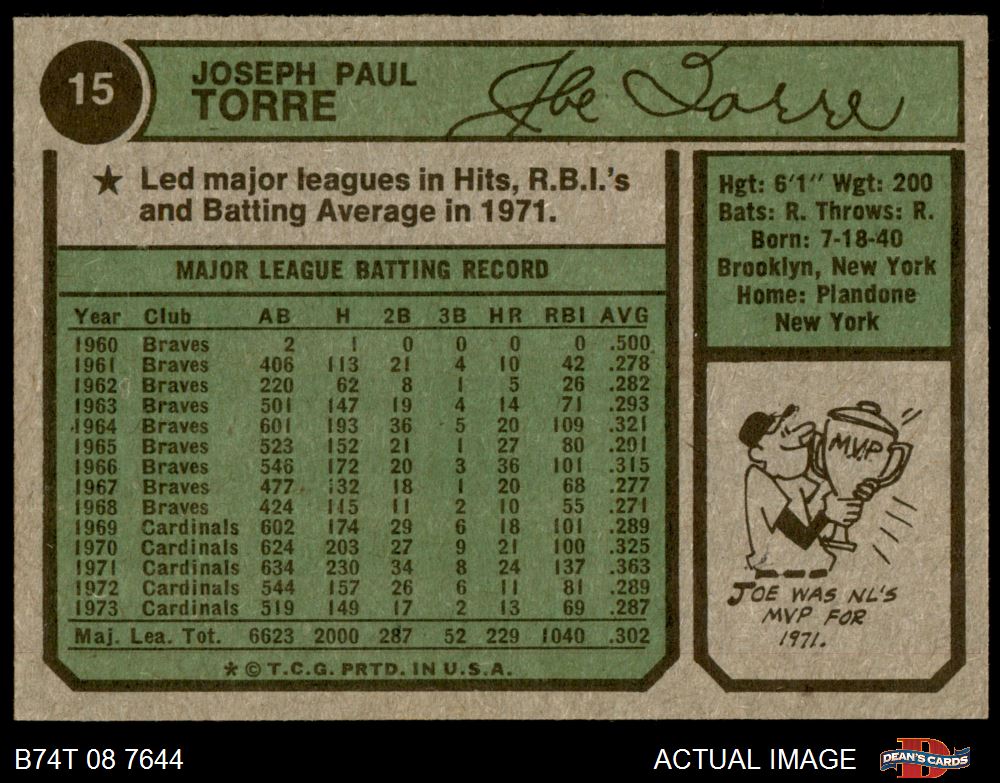 15
JOSEPH PAUL
TORRE
Joe Torre
★ Led major leagues in Hits, R.B.I.'s
and Batting Average in 1971.
MAJOR LEAGUE BATTING RECORD
Year Club AB H 2B 3B HR RBI AVG
1960 Braves 2 1 0 0 0 0 .500
1961 Braves 406 113 21 4 10 42 .278
1962 Braves 220 62 8 1 5 26 .282
1963 Braves 501 147 19 4 14 71 .293
1964 Braves 601 193 36 5 20 109 .321
1965 Braves 523 152 21 1 27 80 .291
1966 Braves 546 172 20 3 36 101 .315
1967 Braves 477 132 18 1 20 68 .277
1968 Braves 424 115 11 2 10 55 .271
1969 Cardinals 602 174 29 6 18 101 .289
1970 Cardinals 624 203 27 9 21 100 .325
1971 Cardinals 634 230 34 8 24 137 .363
1972 Cardinals 544 157 26 6 11 81 .289
1973 Cardinals 519 149 17 2 13 69 .287
Maj. Lea. Tot. 6623 2000 287 52 229 1040 .302
* © T.C.G. PRTD. IN U.S.A.
Hgt: 6'1" Wgt: 200
Bats: R. Throws: R.
Born: 7-18-40
Brooklyn, New York
Home: Plandone
New York
MVP
JOE WAS NL'S
MVP FOR
1971.
B74T 08 7644
ACTUAL IMAGE
D
DEAN'S CARDS